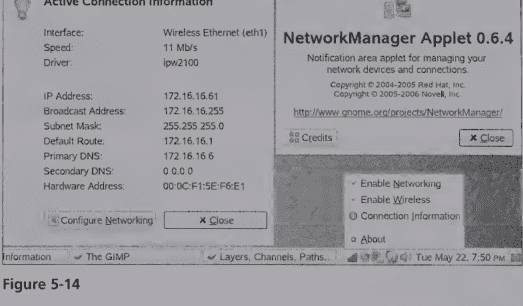 Active Connection Information
Interface: Wireless Ethernet (eth1)
Speed: 11 Mb/s
Driver: ipw2100
IP Address: 172.16.16.61
Broadcast Address: 172.16.16.255
Subnet Mask: 255.255.255.0
Default Route: 172.16.16.1
Primary DNS: 172.16.16.6
Secondary DNS: 0.0.0.0
Hardware Address: 00:0C:F1:5E:F6:E1
Configure Networking
× Close
NetworkManager Applet 0.6.4
Notification area applet for managing your
network devices and connections.
Copyright © 2004-2005 Red Hat, Inc.
Copyright © 2005-2006 Novell, Inc.
http://www.gnome.org/projects/NetworkManager/
Credits
× Close
Enable Networking
Enable Wireless
Connection Information
About
Information
The GIMP
Layers, Channels, Paths..
Tue May 22, 7:50 PM
Figure 5-14